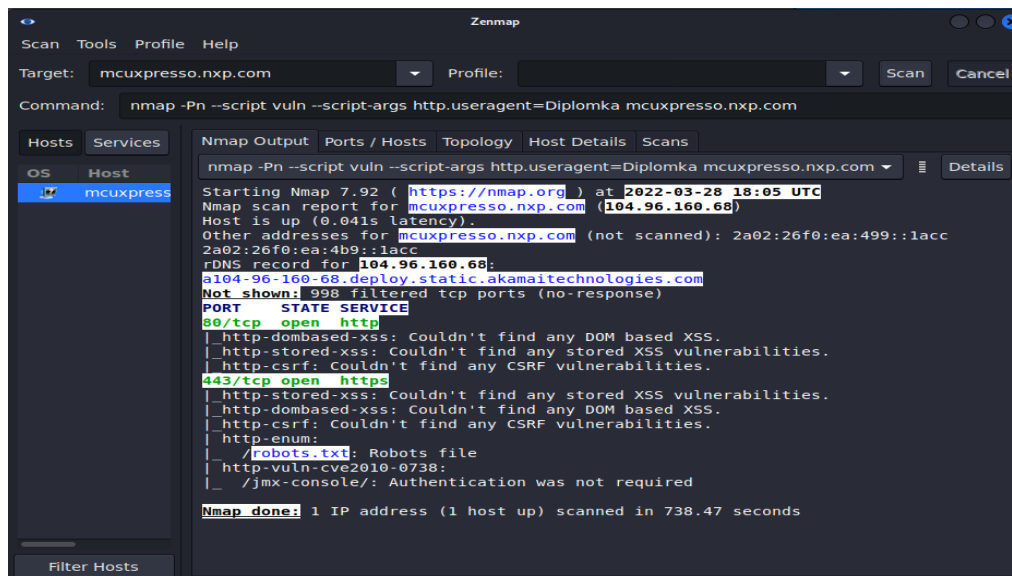 Zenmap
Scan Tools Profile Help
Target: mcuxpresso.nxp.com Profile: Scan Cancel
Command: nmap -Pn --script vuln --script-args http.useragent=Diplomka mcuxpresso.nxp.com
Hosts Services Nmap Output Ports / Hosts Topology Host Details Scans
nmap -Pn --script vuln --script-args http.useragent=Diplomka mcuxpresso.nxp.com Details
OS Host
mcuxpress
Starting Nmap 7.92 ( https://nmap.org ) at 2022-03-28 18:05 UTC
Nmap scan report for mcuxpresso.nxp.com (104.96.160.68)
Host is up (0.041s latency).
Other addresses for mcuxpresso.nxp.com (not scanned): 2a02:26f0:ea:499::1acc
2a02:26f0:ea:4b9::1acc
rDNS record for 104.96.160.68:
a104-96-160-68.deploy.static.akamaitechnologies.com
Not shown: 998 filtered tcp ports (no-response)
PORT STATE SERVICE
80/tcp open http
|_http-dombased-xss: Couldn't find any DOM based XSS.
|_http-stored-xss: Couldn't find any stored XSS vulnerabilities.
|_http-csrf: Couldn't find any CSRF vulnerabilities.
443/tcp open https
|_http-stored-xss: Couldn't find any stored XSS vulnerabilities.
|_http-dombased-xss: Couldn't find any DOM based XSS.
|_http-csrf: Couldn't find any CSRF vulnerabilities.
| http-enum:
|_ /robots.txt: Robots file
| http-vuln-cve2010-0738:
|_ /jmx-console/: Authentication was not required
Nmap done: 1 IP address (1 host up) scanned in 738.47 seconds
Filter Hosts